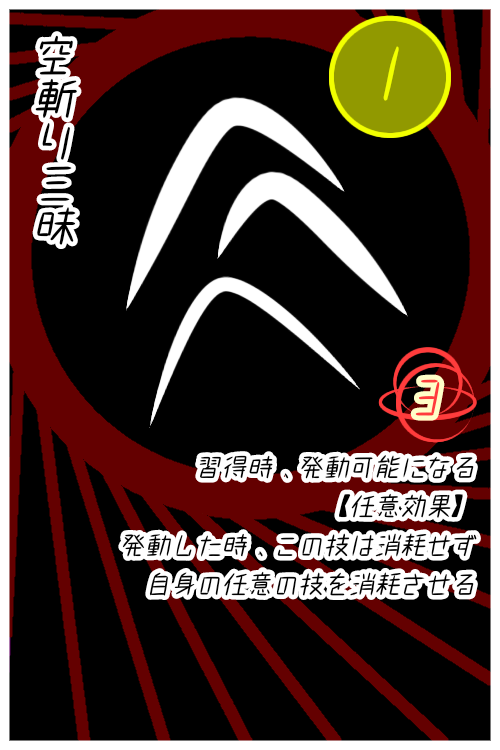 空斬り三昧
1
3
習得時、発動可能になる
【任意効果】
発動した時、この技は消耗せず
自身の任意の技を消耗させる